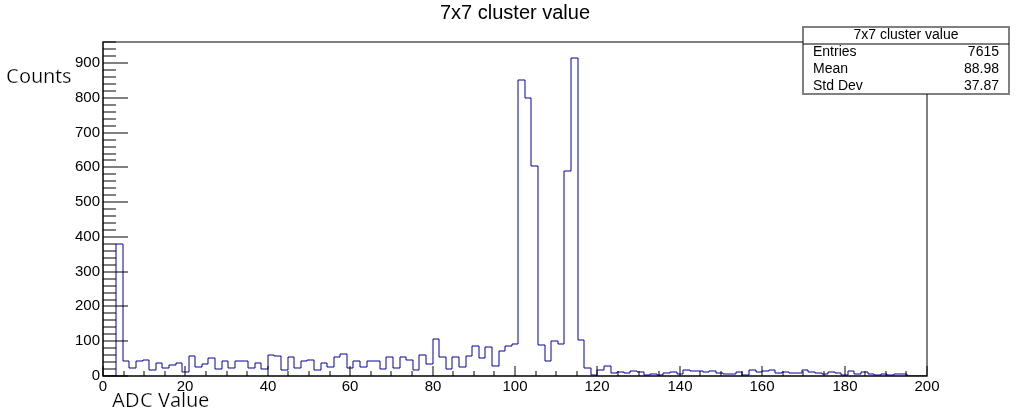 7x7 cluster value
7x7 cluster value
Entries 7615
Mean 88.98
Std Dev 37.87
Counts
900
800
700
600
500
400
300
200
100
0
0 20 40 60 80 100 120 140 160 180 200
ADC Value